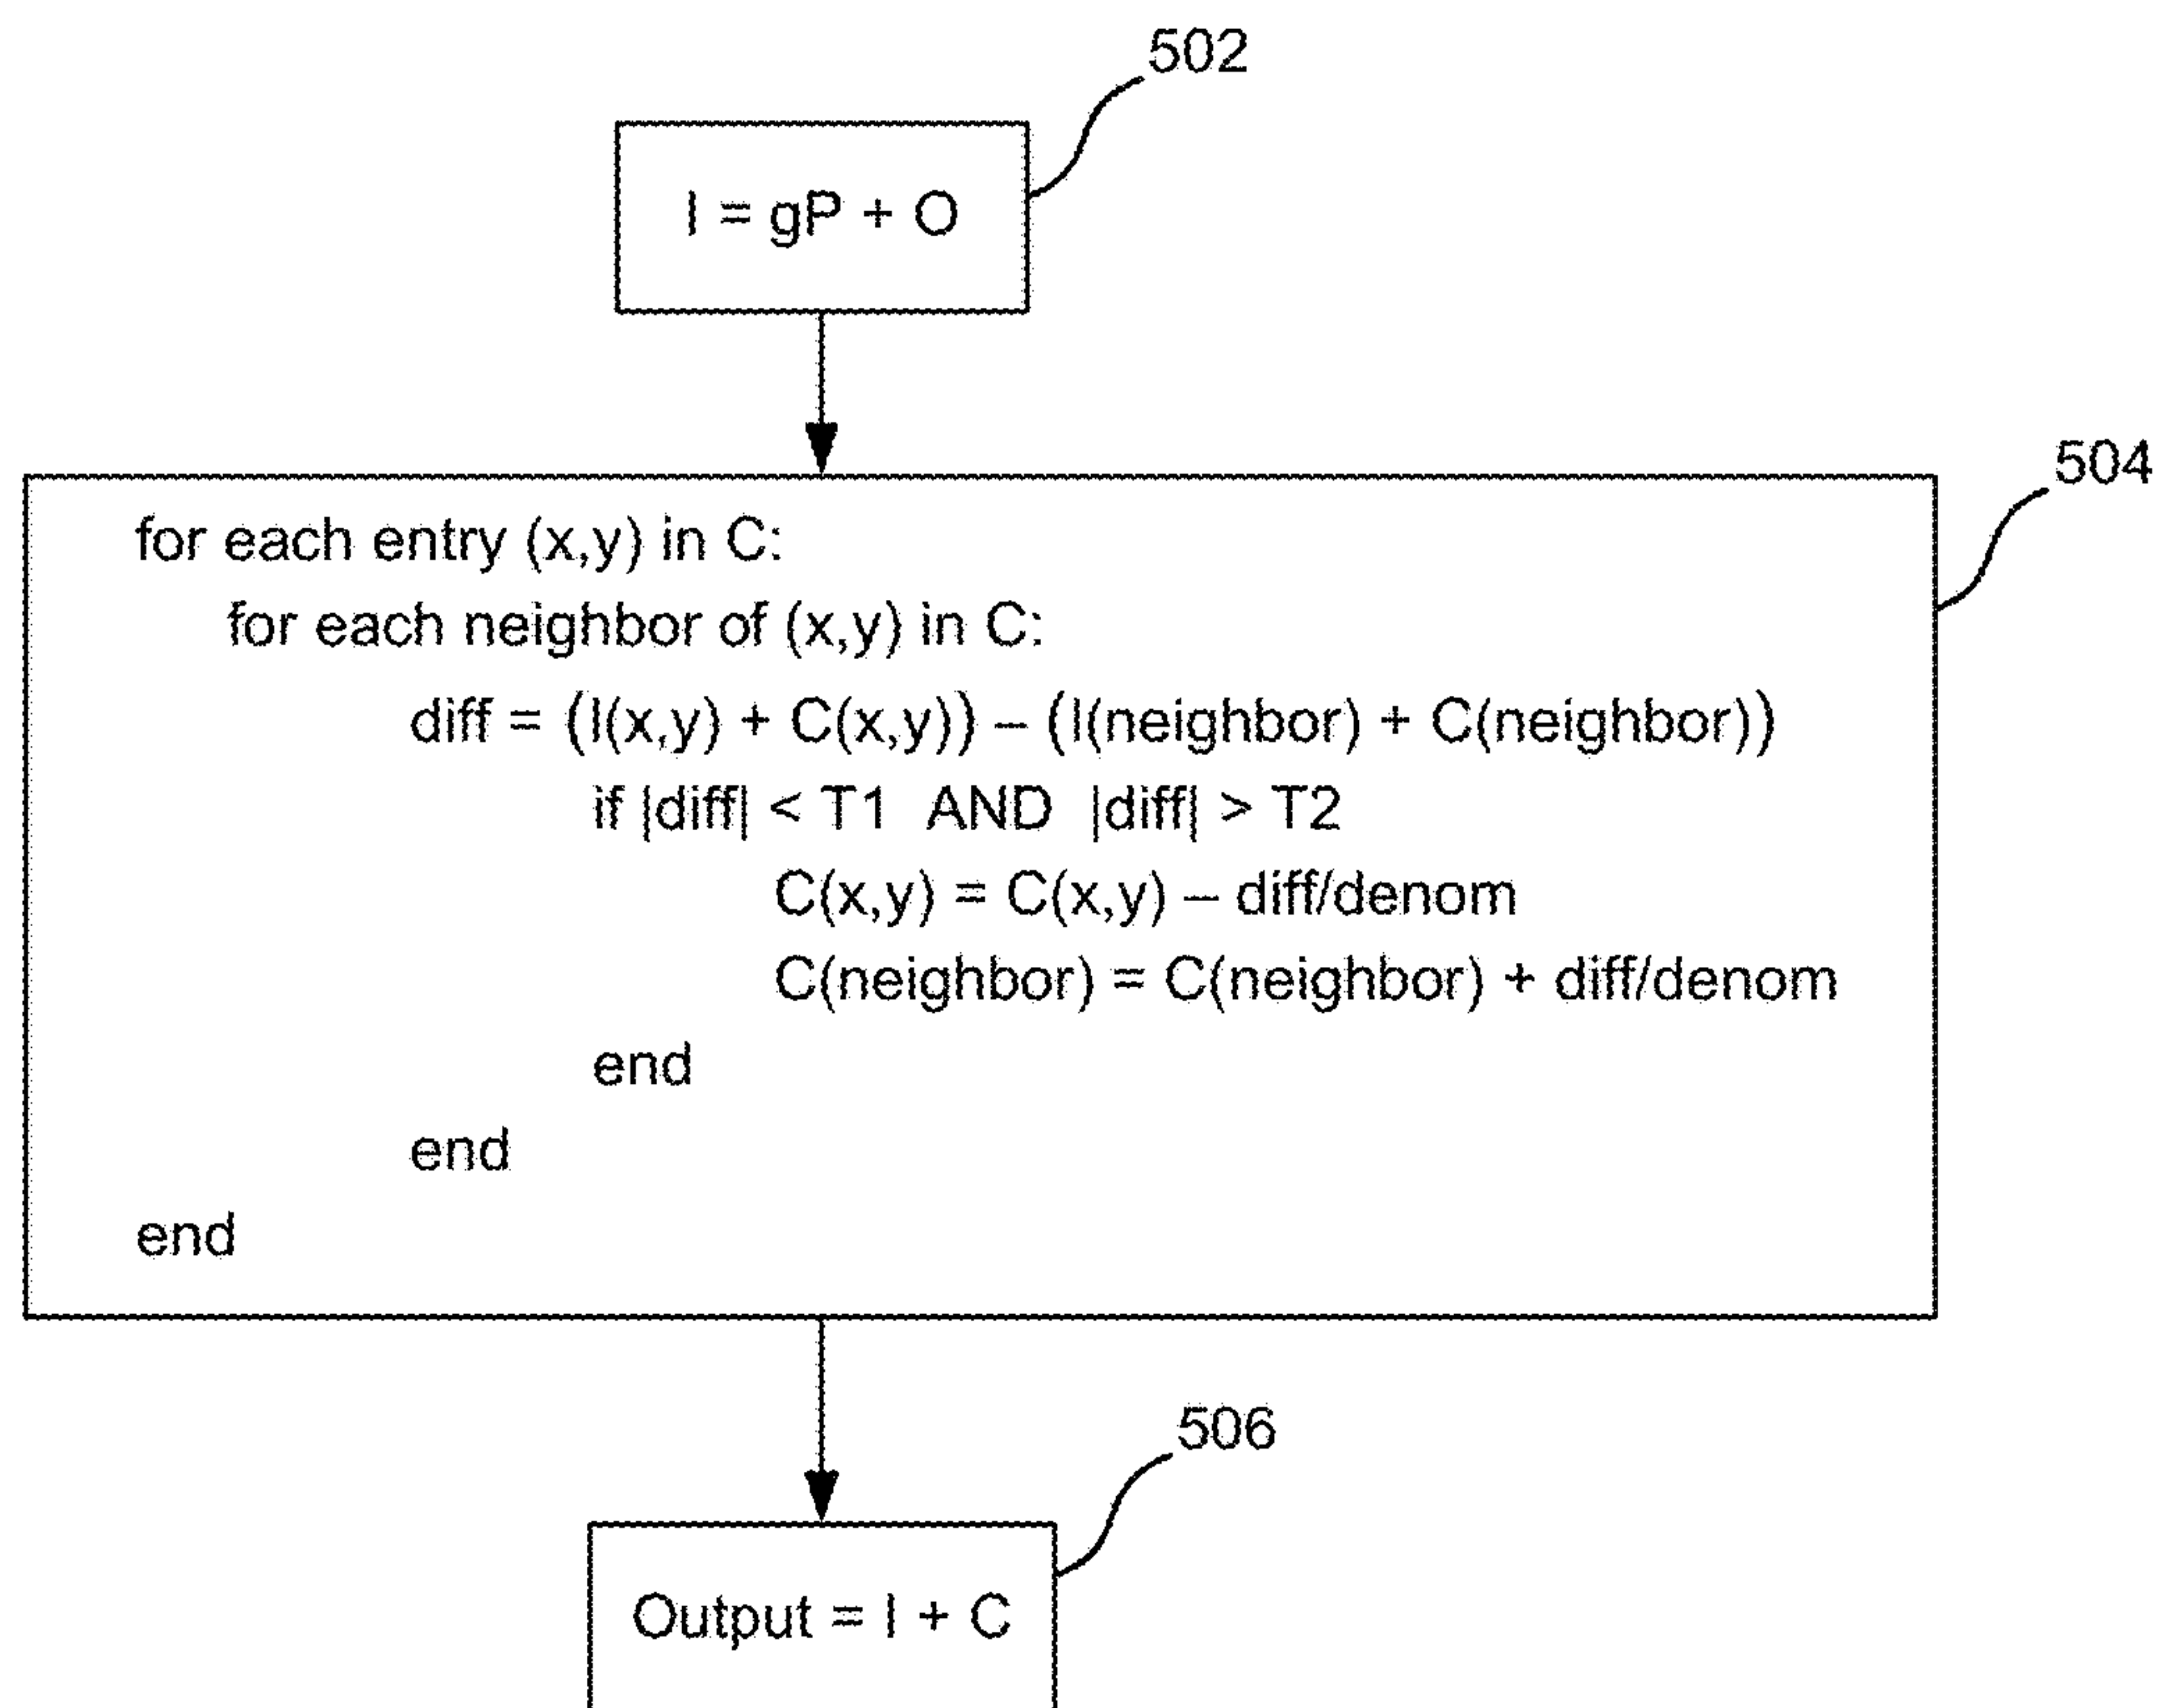 502
I = gP + O
504
for each entry (x,y) in C:
for each neighbor of (x,y) in C:
diff = (I(x,y) + C(x,y)) – (I(neighbor) + C(neighbor))
if |diff| < T1 AND |diff| > T2
C(x,y) = C(x,y) – diff/denom
C(neighbor) = C(neighbor) + diff/denom
end
end
end
506
Output = I + C